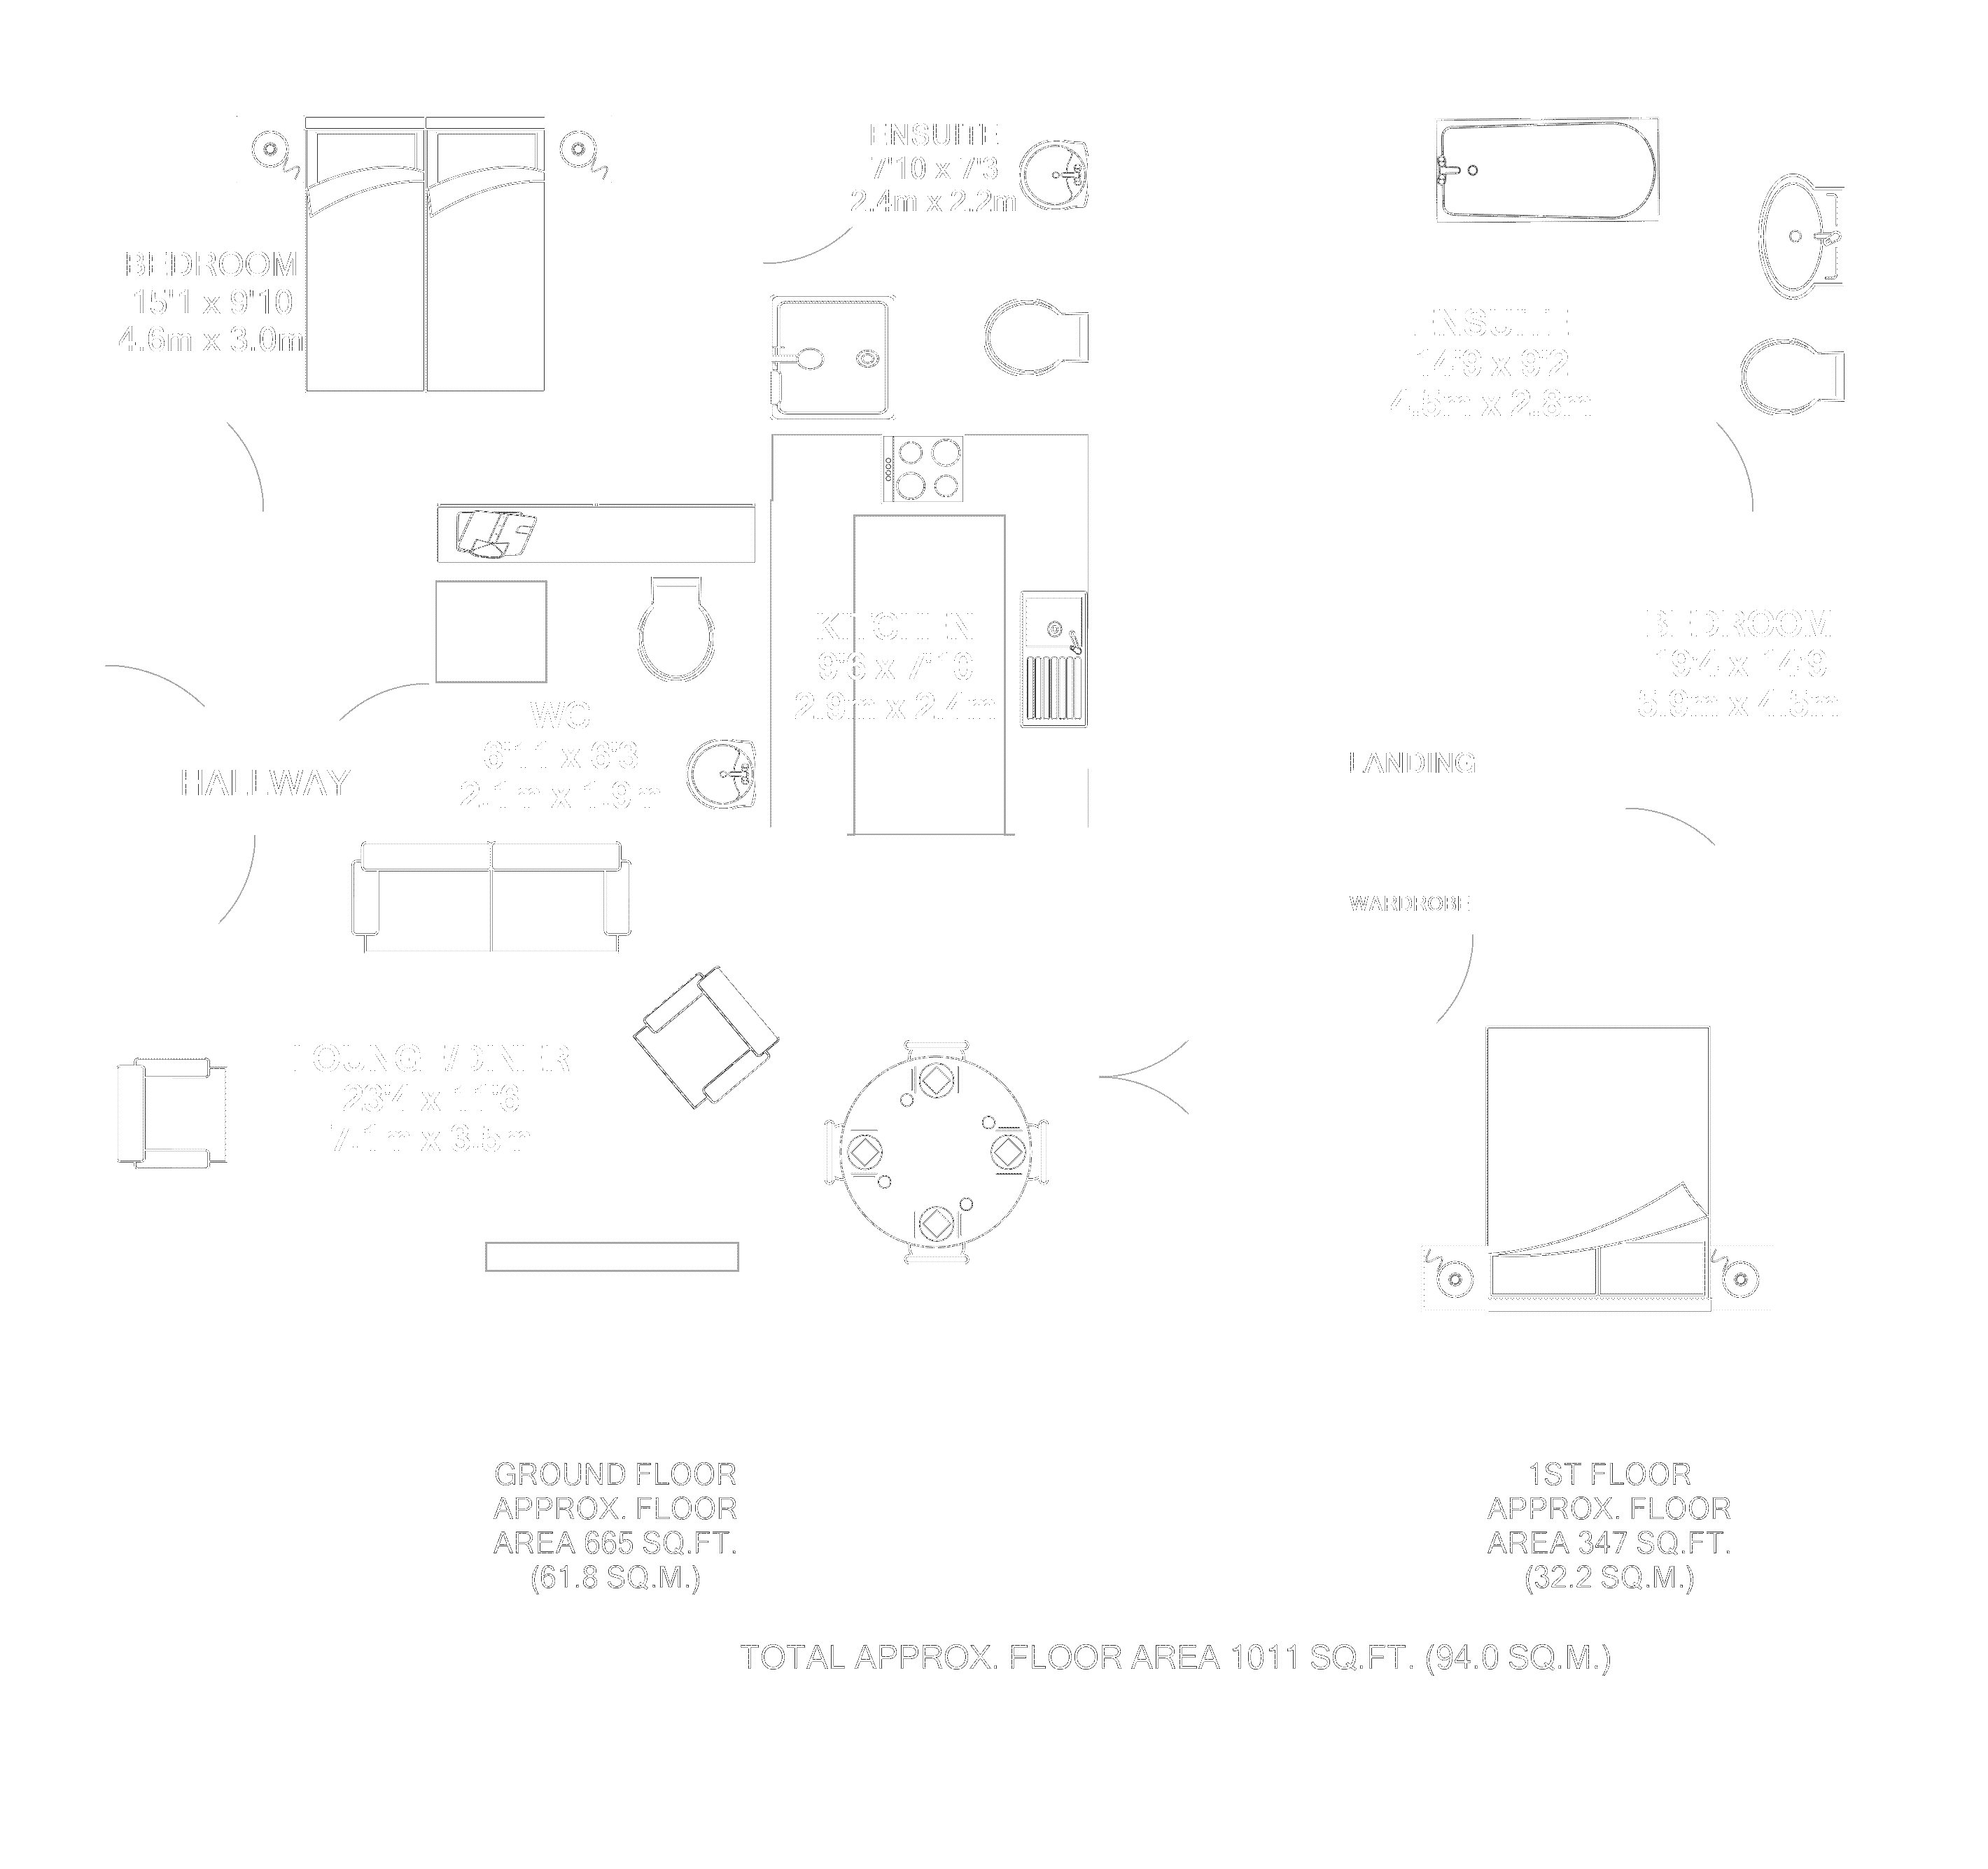 ENSUITE
7'10 x 7'3
2.4m x 2.2m
BEDROOM
15'1 x 9'10
4.6m x 3.0m
KITCHEN
9'6 x 7'10
2.9m x 2.4m
WC
6'11 x 6'3
2.1m x 1.9m
HALLWAY
LOUNGE/DINER
23'4 x 11'6
7.1m x 3.5m
ENSUITE
14'9 x 9'2
4.5m x 2.8m
BEDROOM
19'4 x 14'9
5.9m x 4.5m
LANDING
WARDROBE
GROUND FLOOR
APPROX. FLOOR
AREA 665 SQ.FT.
(61.8 SQ.M.)
1ST FLOOR
APPROX. FLOOR
AREA 347 SQ.FT.
(32.2 SQ.M.)
TOTAL APPROX. FLOOR AREA 1011 SQ.FT. (94.0 SQ.M.)